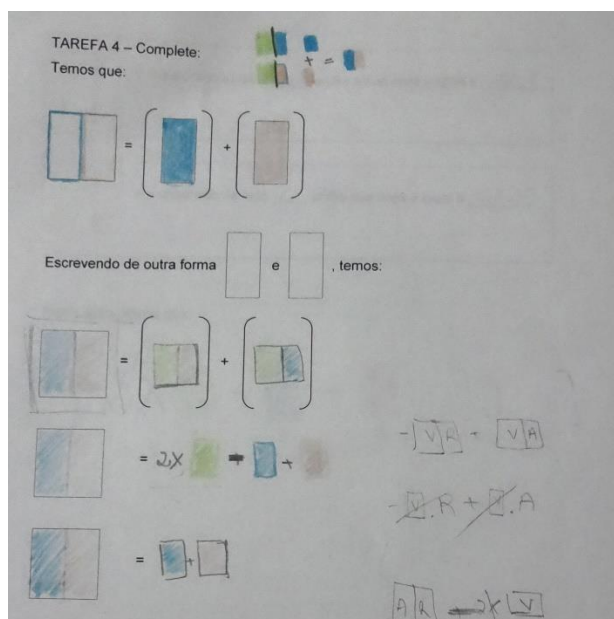 TAREFA 4 – Complete:
Temos que:
+ =
= ( ) + ( )
Escrevendo de outra forma e , temos:
= ( ) + ( )
= 2x +
= +
- V R - V A
- V . R + V . A
A R - 2x V